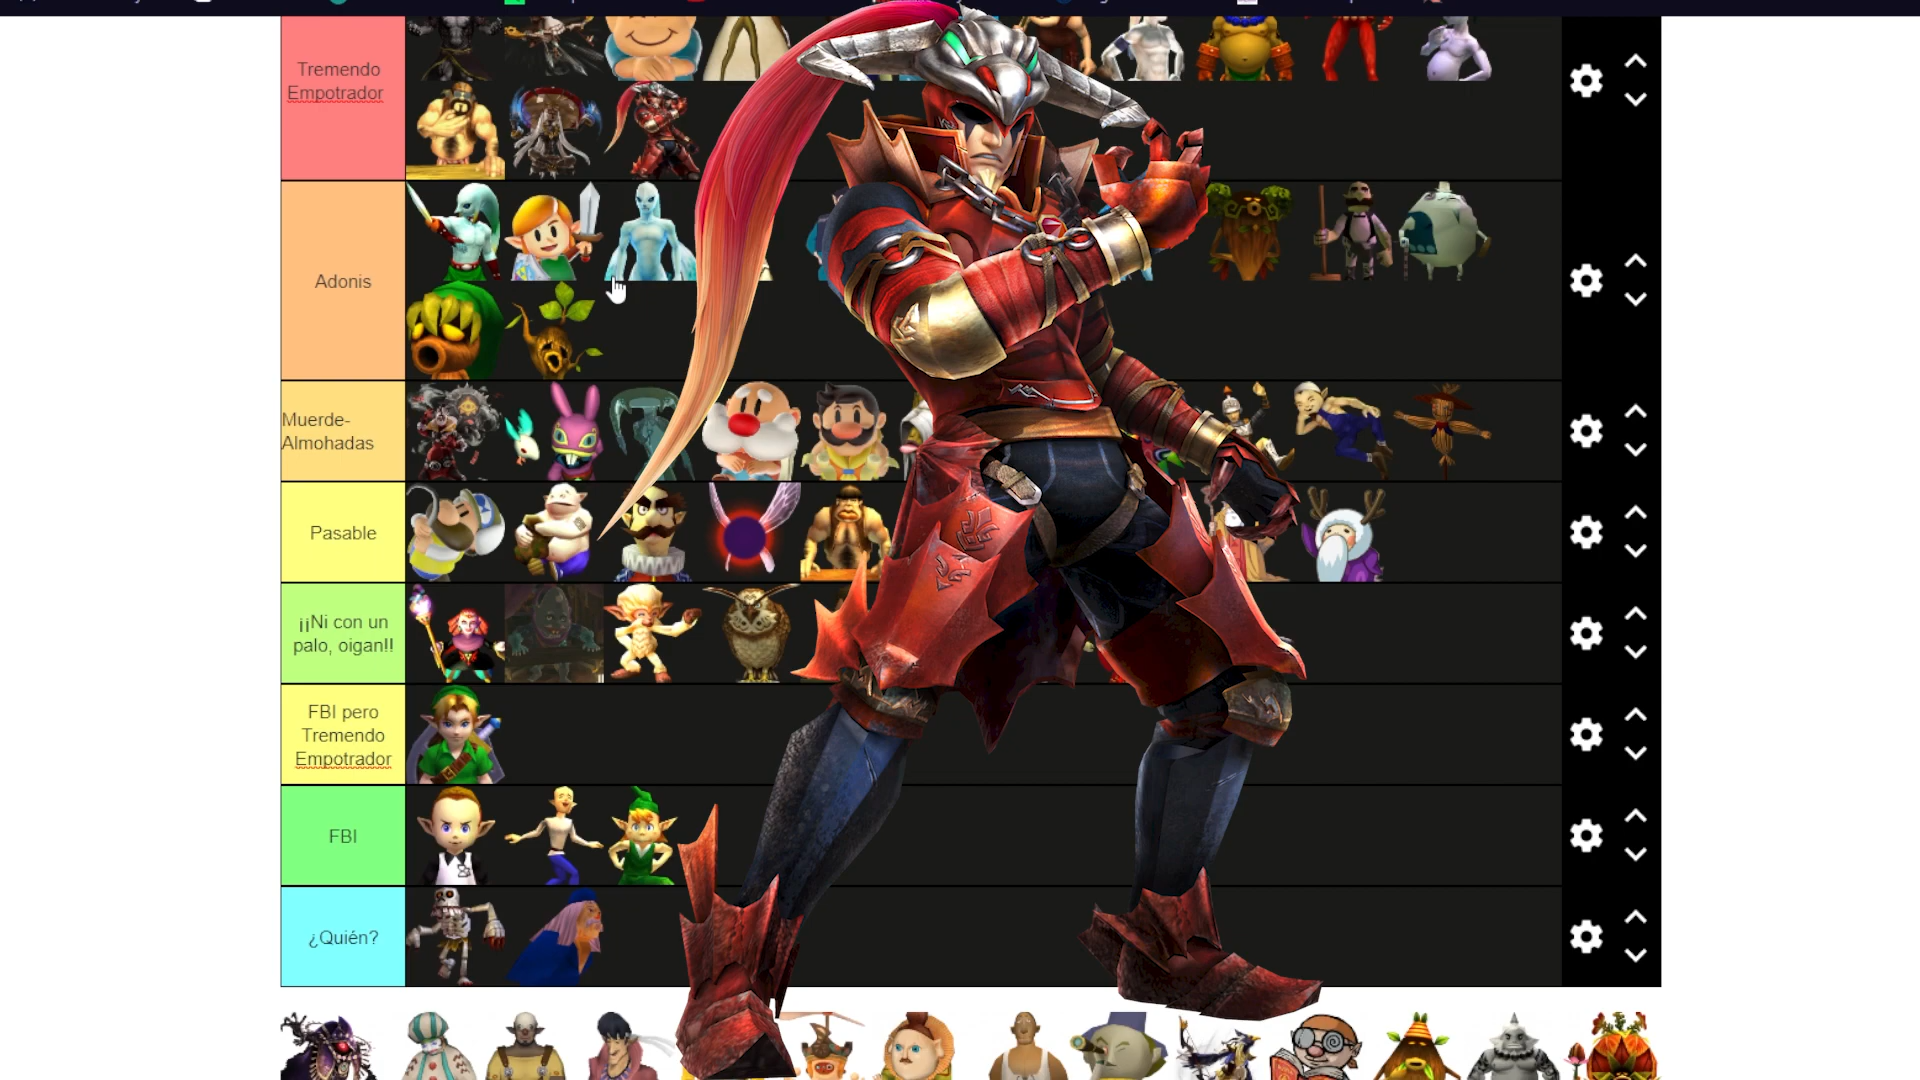 Tremendo
Empotrador
Adonis
Muerde-
Almohadas
Pasable
¡¡Ni con un
palo, oigan!!
FBI pero
Tremendo
Empotrador
FBI
¿Quién?